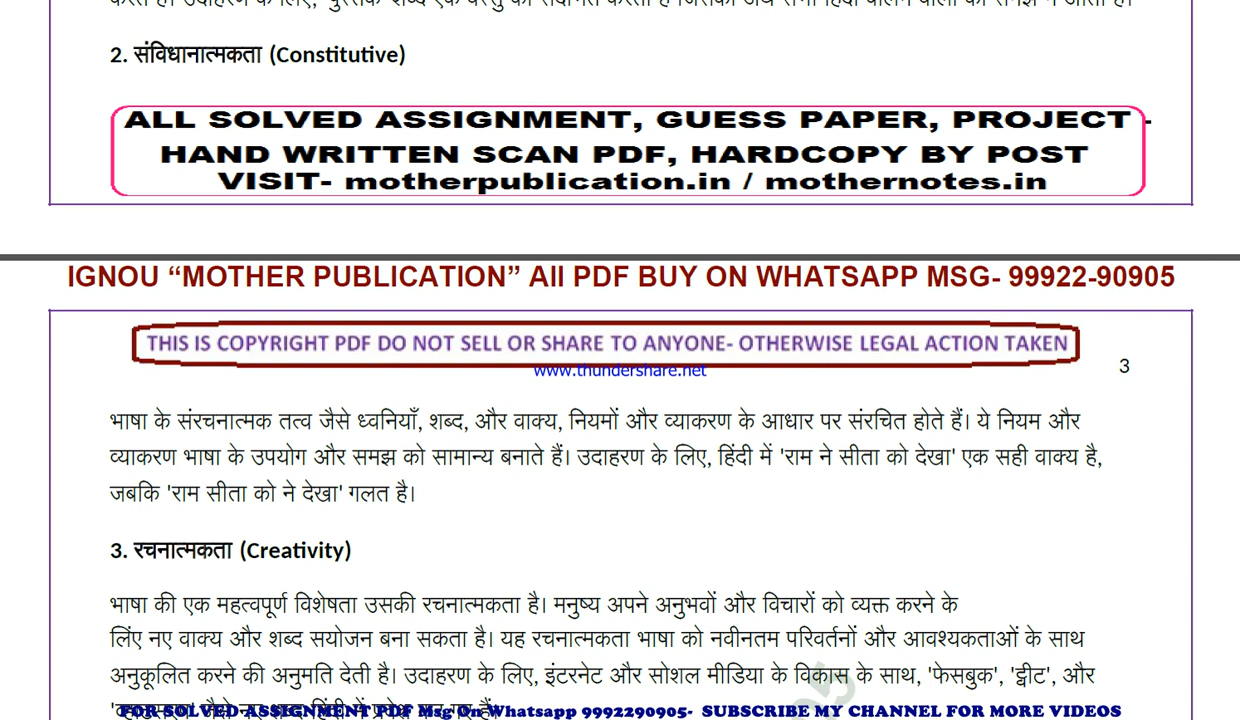 2. संविधानात्मकता (Constitutive)
ALL SOLVED ASSIGNMENT, GUESS PAPER, PROJECT -
HAND WRITTEN SCAN PDF, HARDCOPY BY POST
VISIT- motherpublication.in / mothernotes.in
IGNOU “MOTHER PUBLICATION” All PDF BUY ON WHATSAPP MSG- 99922-90905
THIS IS COPYRIGHT PDF DO NOT SELL OR SHARE TO ANYONE- OTHERWISE LEGAL ACTION TAKEN
www.thundershare.net
3
भाषा के संरचनात्मक तत्व जैसे ध्वनियाँ, शब्द, और वाक्य, नियमों और व्याकरण के आधार पर संरचित होते हैं। ये नियम और
व्याकरण भाषा के उपयोग और समझ को सामान्य बनाते हैं। उदाहरण के लिए, हिंदी में 'राम ने सीता को देखा' एक सही वाक्य है,
जबकि 'राम सीता को ने देखा' गलत है।
3. रचनात्मकता (Creativity)
भाषा की एक महत्वपूर्ण विशेषता उसकी रचनात्मकता है। मनुष्य अपने अनुभवों और विचारों को व्यक्त करने के
लिंए नए वाक्य और शब्द सयोजन बना सकता है। यह रचनात्मकता भाषा को नवीनतम परिवर्तनों और आवश्यकताओं के साथ
अनुकूलित करने की अनुमति देती है। उदाहरण के लिए, इंटरनेट और सोशल मीडिया के विकास के साथ, 'फेसबुक', 'ट्वीट', और
FOR SOLVED ASSIGNMENT PDF Msg On Whatsapp 9992290905- SUBSCRIBE MY CHANNEL FOR MORE VIDEOS